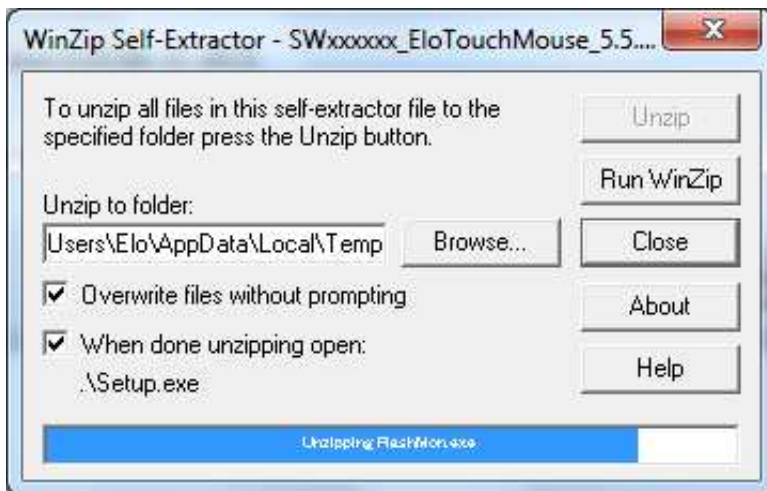 WinZip Self-Extractor - SWxxxxxx_EloTouchMouse_5.5....
To unzip all files in this self-extractor file to the
specified folder press the Unzip button.
Unzip to folder:
Users\Elo\AppData\Local\Temp
Browse...
Overwrite files without prompting
When done unzipping open:
.\Setup.exe
Unzip
Run WinZip
Close
About
Help
Unzipping FlashMon.exe